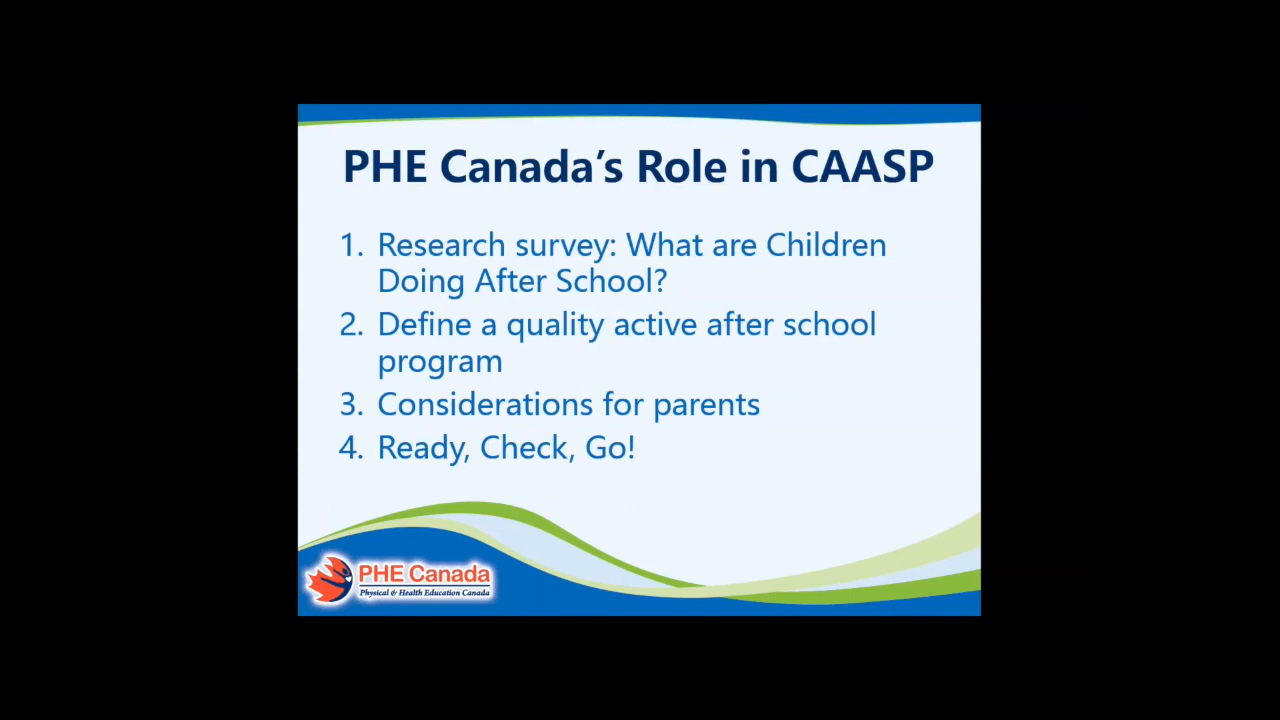 PHE Canada’s Role in CAASP
1. Research survey: What are Children
Doing After School?
2. Define a quality active after school
program
3. Considerations for parents
4. Ready, Check, Go!
PHE Canada
Physical & Health Education Canada